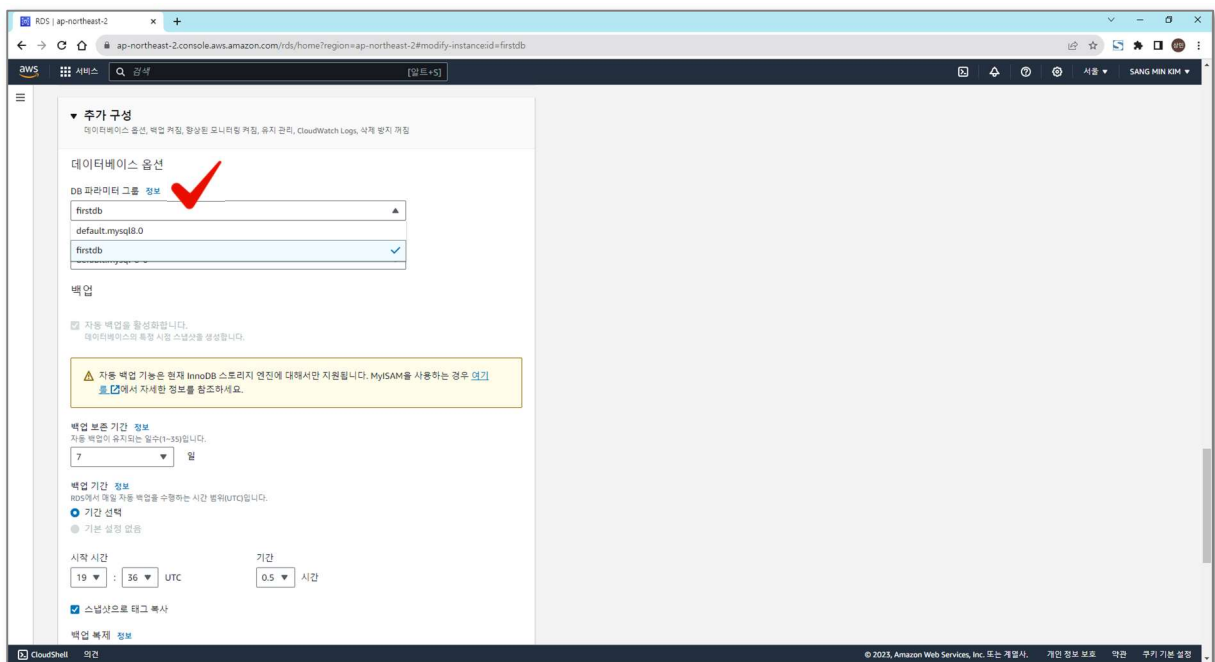 RDS | ap-northeast-2
ap-northeast-2.console.aws.amazon.com/rds/home?region=ap-northeast-2#modify-instance:id=firstdb
상민
aws
서비스
검색
[알트+S]
서울 ▼
SANG MIN KIM ▼
▼ 추가 구성
데이터베이스 옵션, 백업 켜짐, 향상된 모니터링 켜짐, 유지 관리, CloudWatch Logs, 삭제 방지 꺼짐
데이터베이스 옵션
DB 파라미터 그룹 정보
firstdb
default.mysql8.0
firstdb
백업
자동 백업을 활성화합니다.
데이터베이스의 특정 시점 스냅샷을 생성합니다.
자동 백업 기능은 현재 InnoDB 스토리지 엔진에 대해서만 지원됩니다. MyISAM을 사용하는 경우 여기
를 에서 자세한 정보를 참조하세요.
백업 보존 기간 정보
자동 백업이 유지되는 일수(1~35)입니다.
7 일
백업 기간 정보
RDS에서 매일 자동 백업을 수행하는 시간 범위(UTC)입니다.
기간 선택
기본 설정 없음
시작 시간
기간
19 : 36 UTC
0.5 시간
스냅샷으로 태그 복사
백업 복제 정보
CloudShell
의견
© 2023, Amazon Web Services, Inc. 또는 계열사.
개인 정보 보호
약관
쿠키 기본 설정